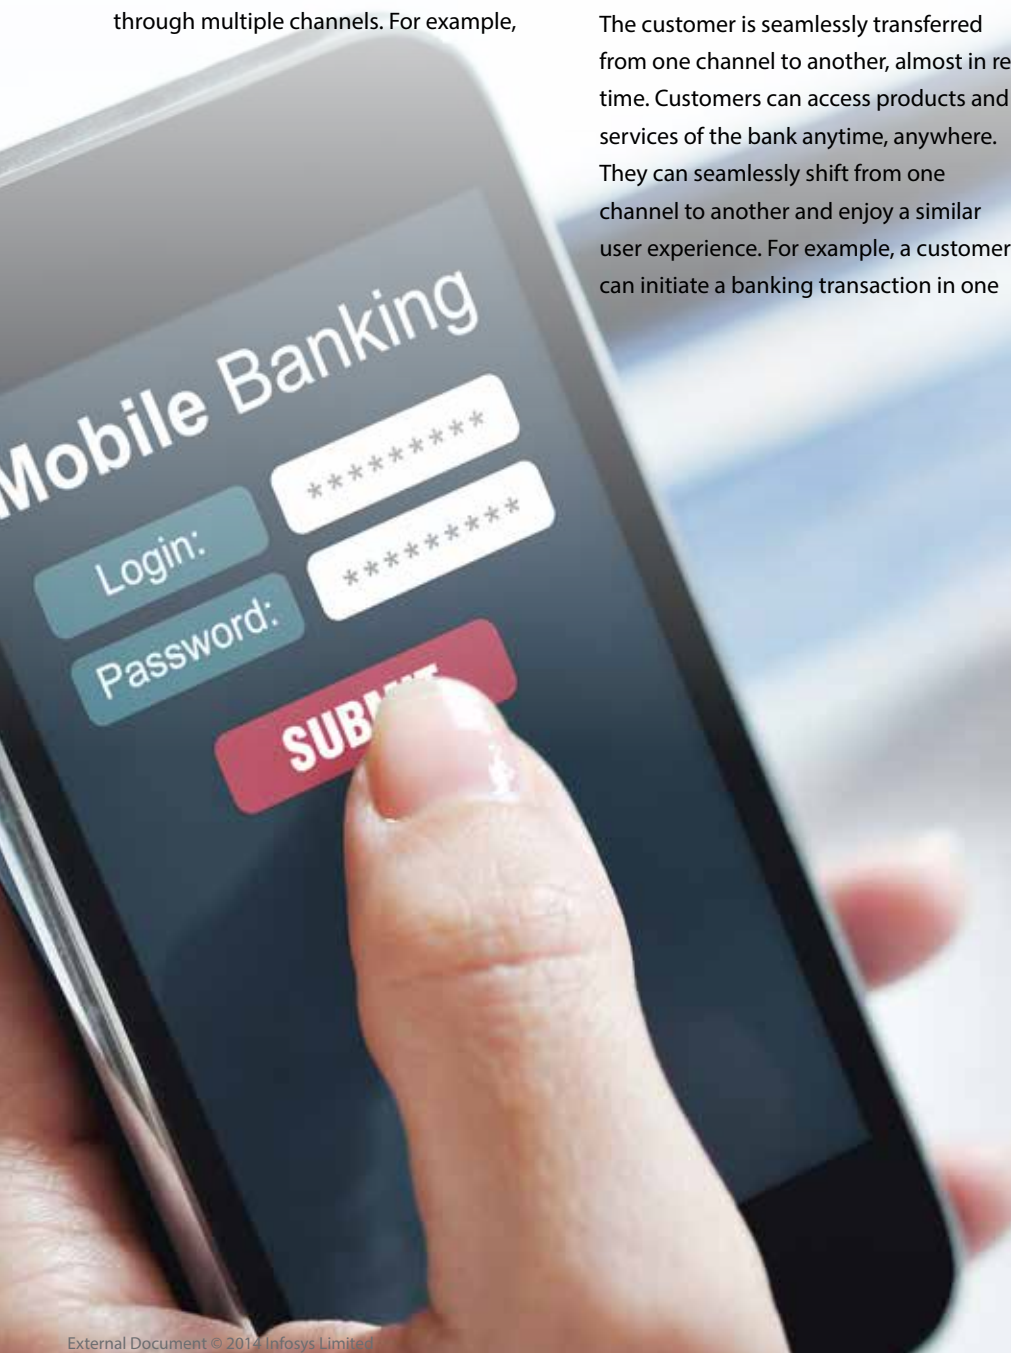 through multiple channels. For example,
The customer is seamlessly transferred
from one channel to another, almost in
time. Customers can access products and
services of the bank anytime, anywhere.
They can seamlessly shift from one
channel to another and enjoy a similar
user experience. For example, a customer
can initiate a banking transaction in one
Mobile Banking
Login: *********
Password: *********
External Document © 2014 Infosys Limited